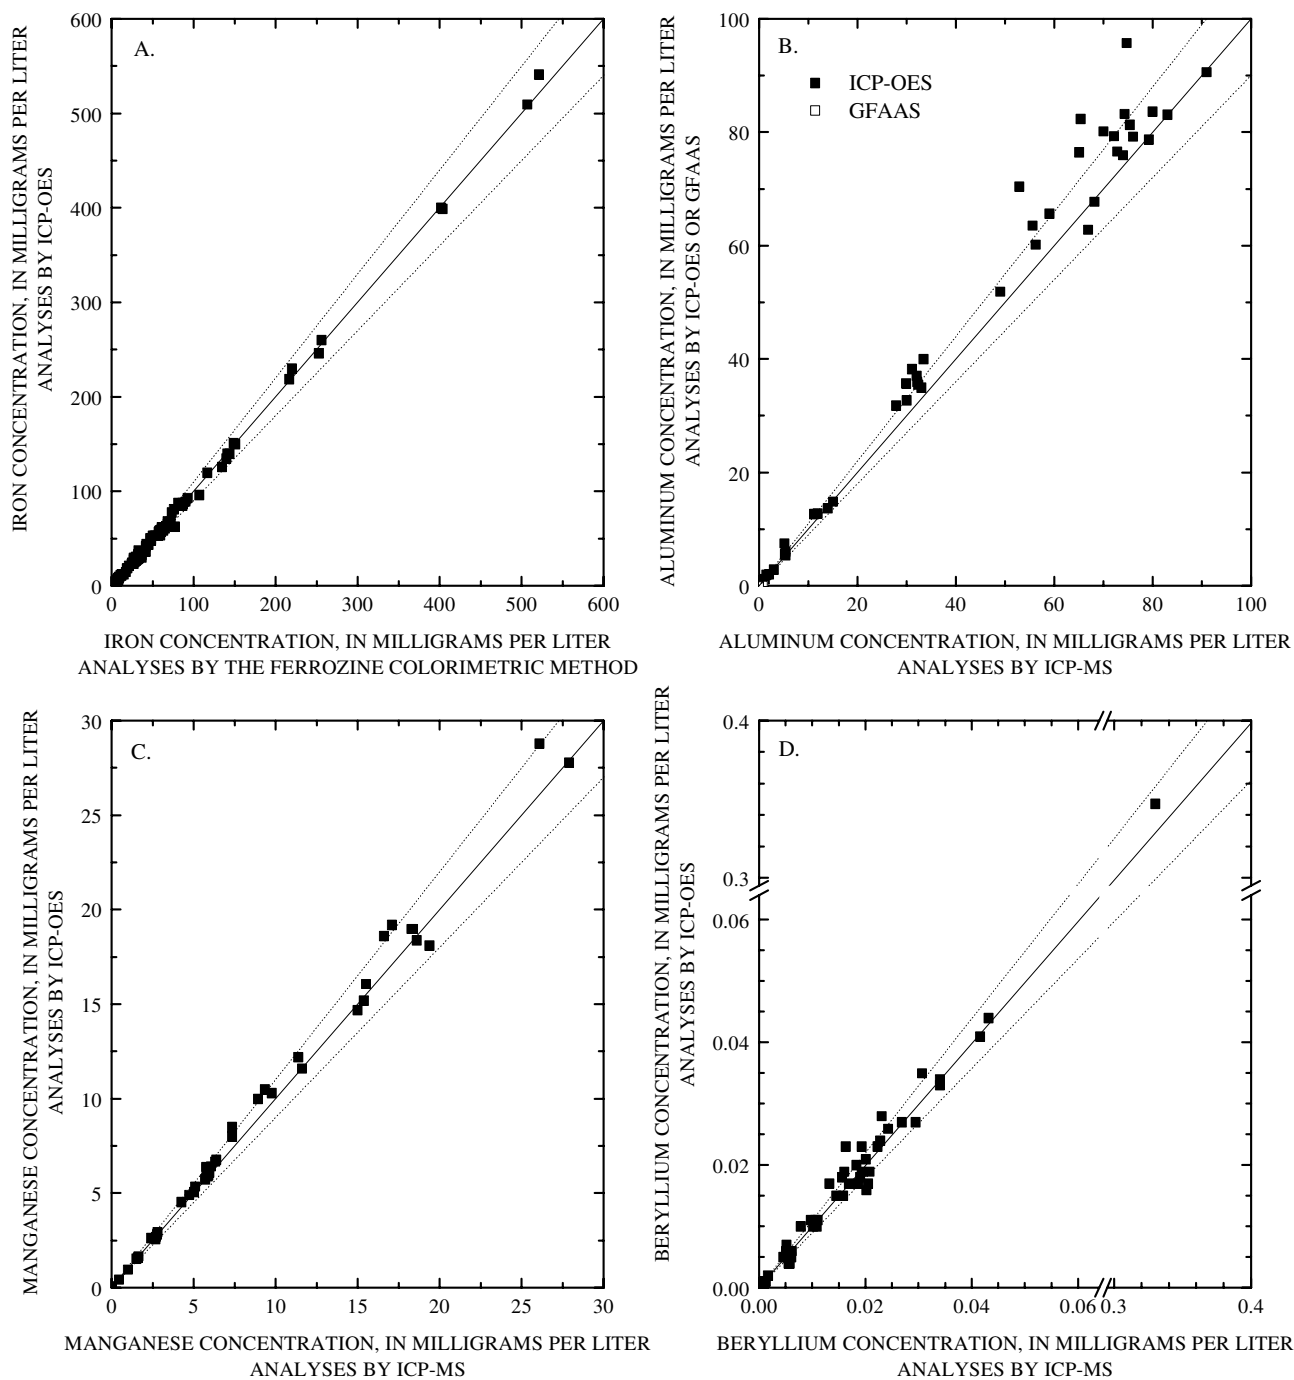 IRON CONCENTRATION, IN MILLIGRAMS PER LITER
ANALYSES BY ICP-OES
A.
600
500
400
300
200
100
0
0 100 200 300 400 500 600
IRON CONCENTRATION, IN MILLIGRAMS PER LITER
ANALYSES BY THE FERROZINE COLORIMETRIC METHOD
ALUMINUM CONCENTRATION, IN MILLIGRAMS PER LITER
ANALYSES BY ICP-OES OR GFAAS
B.
ICP-OES
GFAAS
100
80
60
40
20
0
0 20 40 60 80 100
ALUMINUM CONCENTRATION, IN MILLIGRAMS PER LITER
ANALYSES BY ICP-MS
MANGANESE CONCENTRATION, IN MILLIGRAMS PER LITER
ANALYSES BY ICP-OES
C.
30
25
20
15
10
5
0
0 5 10 15 20 25 30
MANGANESE CONCENTRATION, IN MILLIGRAMS PER LITER
ANALYSES BY ICP-MS
BERYLLIUM CONCENTRATION, IN MILLIGRAMS PER LITER
ANALYSES BY ICP-OES
D.
0.4
0.3
0.06
0.04
0.02
0.00
0.00 0.02 0.04 0.06 0.3 0.4
BERYLLIUM CONCENTRATION, IN MILLIGRAMS PER LITER
ANALYSES BY ICP-MS